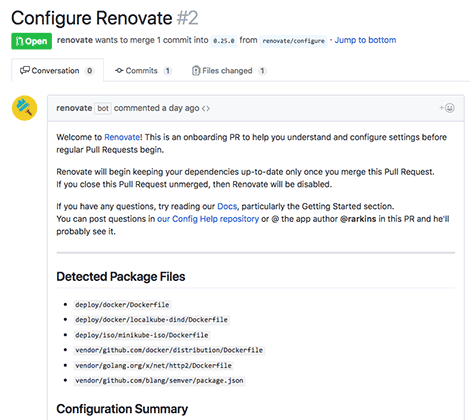 Configure Renovate #2
Open renovate wants to merge 1 commit into 0.25.0 from renovate/configure · Jump to bottom
Conversation 0 Commits 1 Files changed 1
renovate bot commented a day ago
Welcome to Renovate! This is an onboarding PR to help you understand and configure settings before
regular Pull Requests begin.
Renovate will begin keeping your dependencies up-to-date only once you merge this Pull Request.
If you close this Pull Request unmerged, then Renovate will be disabled.
If you have any questions, try reading our Docs, particularly the Getting Started section.
You can post questions in our Config Help repository or @ the app author @rarkins in this PR and he'll
probably see it.
Detected Package Files
• deploy/docker/Dockerfile
• deploy/docker/localkube-dind/Dockerfile
• deploy/iso/minikube-iso/Dockerfile
• vendor/github.com/docker/distribution/Dockerfile
• vendor/golang.org/x/net/http2/Dockerfile
• vendor/github.com/blang/semver/package.json
Configuration Summary